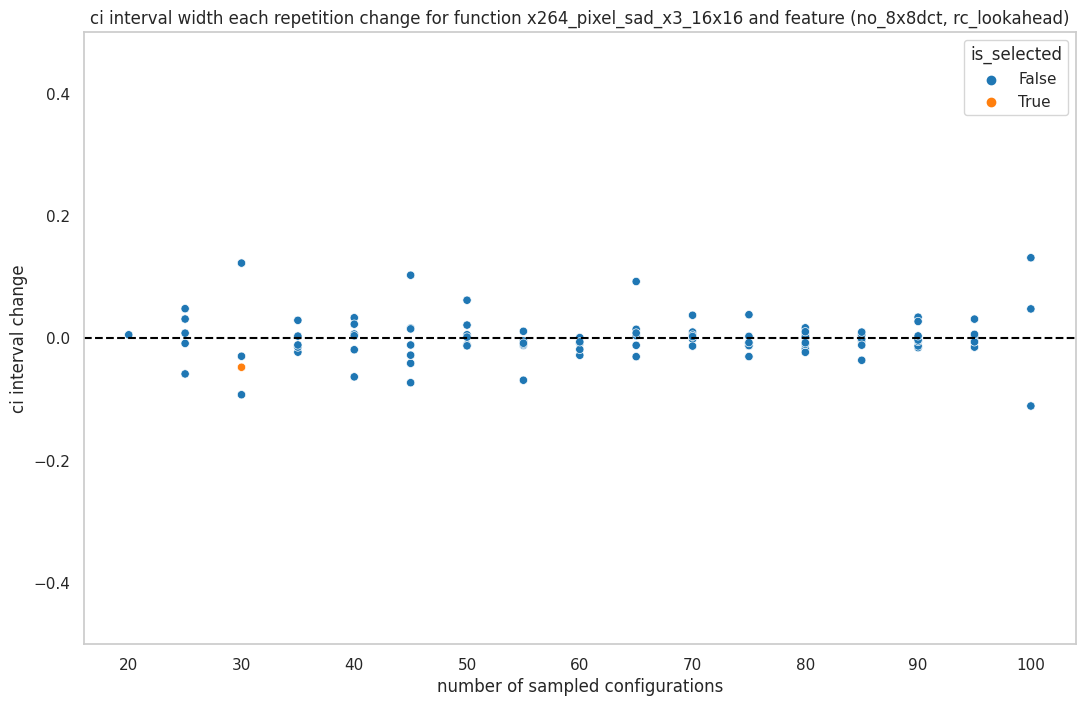 ci interval width each repetition change for function x264_pixel_sad_x3_16x16 and feature (no_8x8dct, rc_lookahead)
is_selected
False
True
ci interval change
0.4
0.2
0.0
−0.2
−0.4
20 30 40 50 60 70 80 90 100
number of sampled configurations